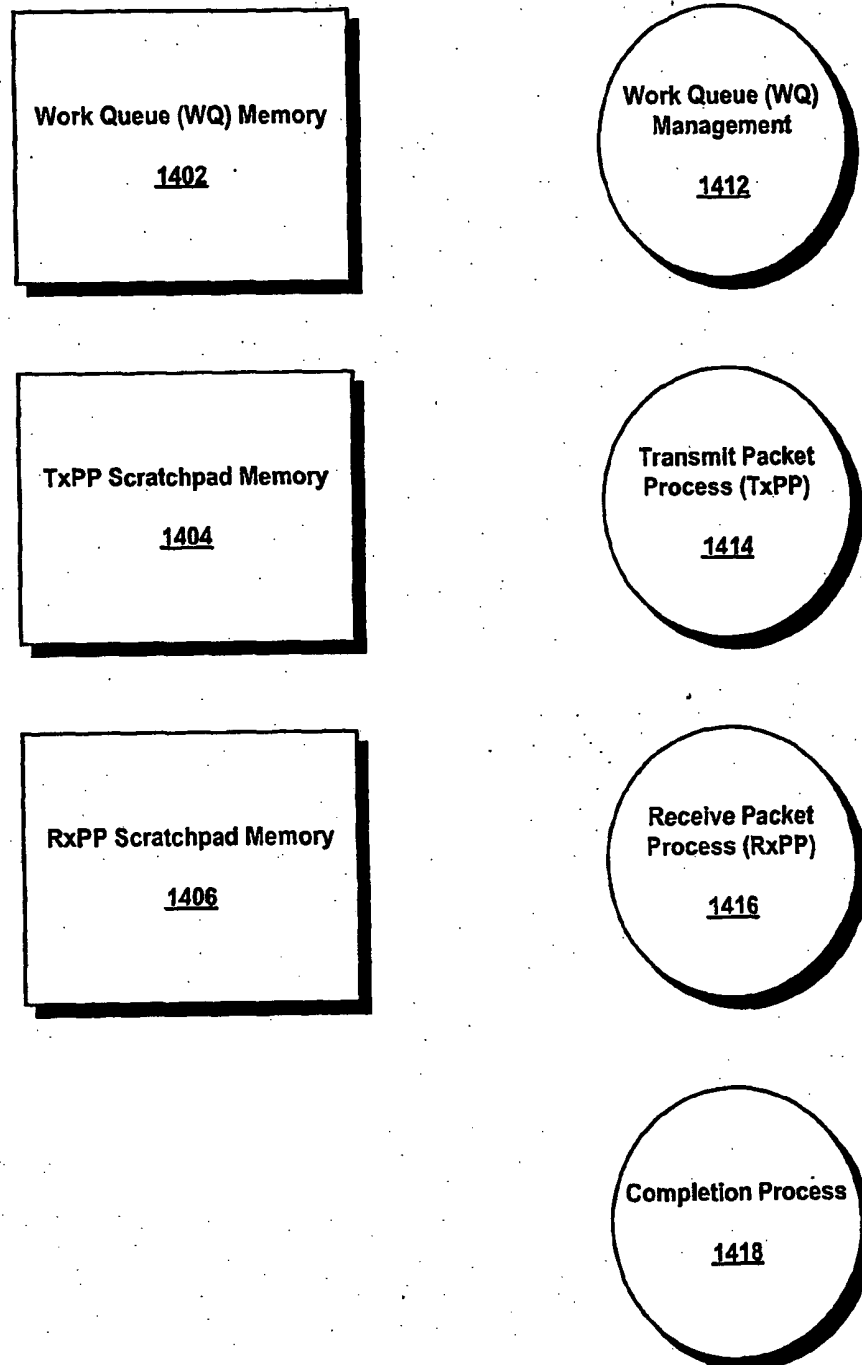 Work Queue (WQ) Memory
1402
Work Queue (WQ)
Management
1412
TxPP Scratchpad Memory
1404
Transmit Packet
Process (TxPP)
1414
RxPP Scratchpad Memory
1406
Receive Packet
Process (RxPP)
1416
Completion Process
1418